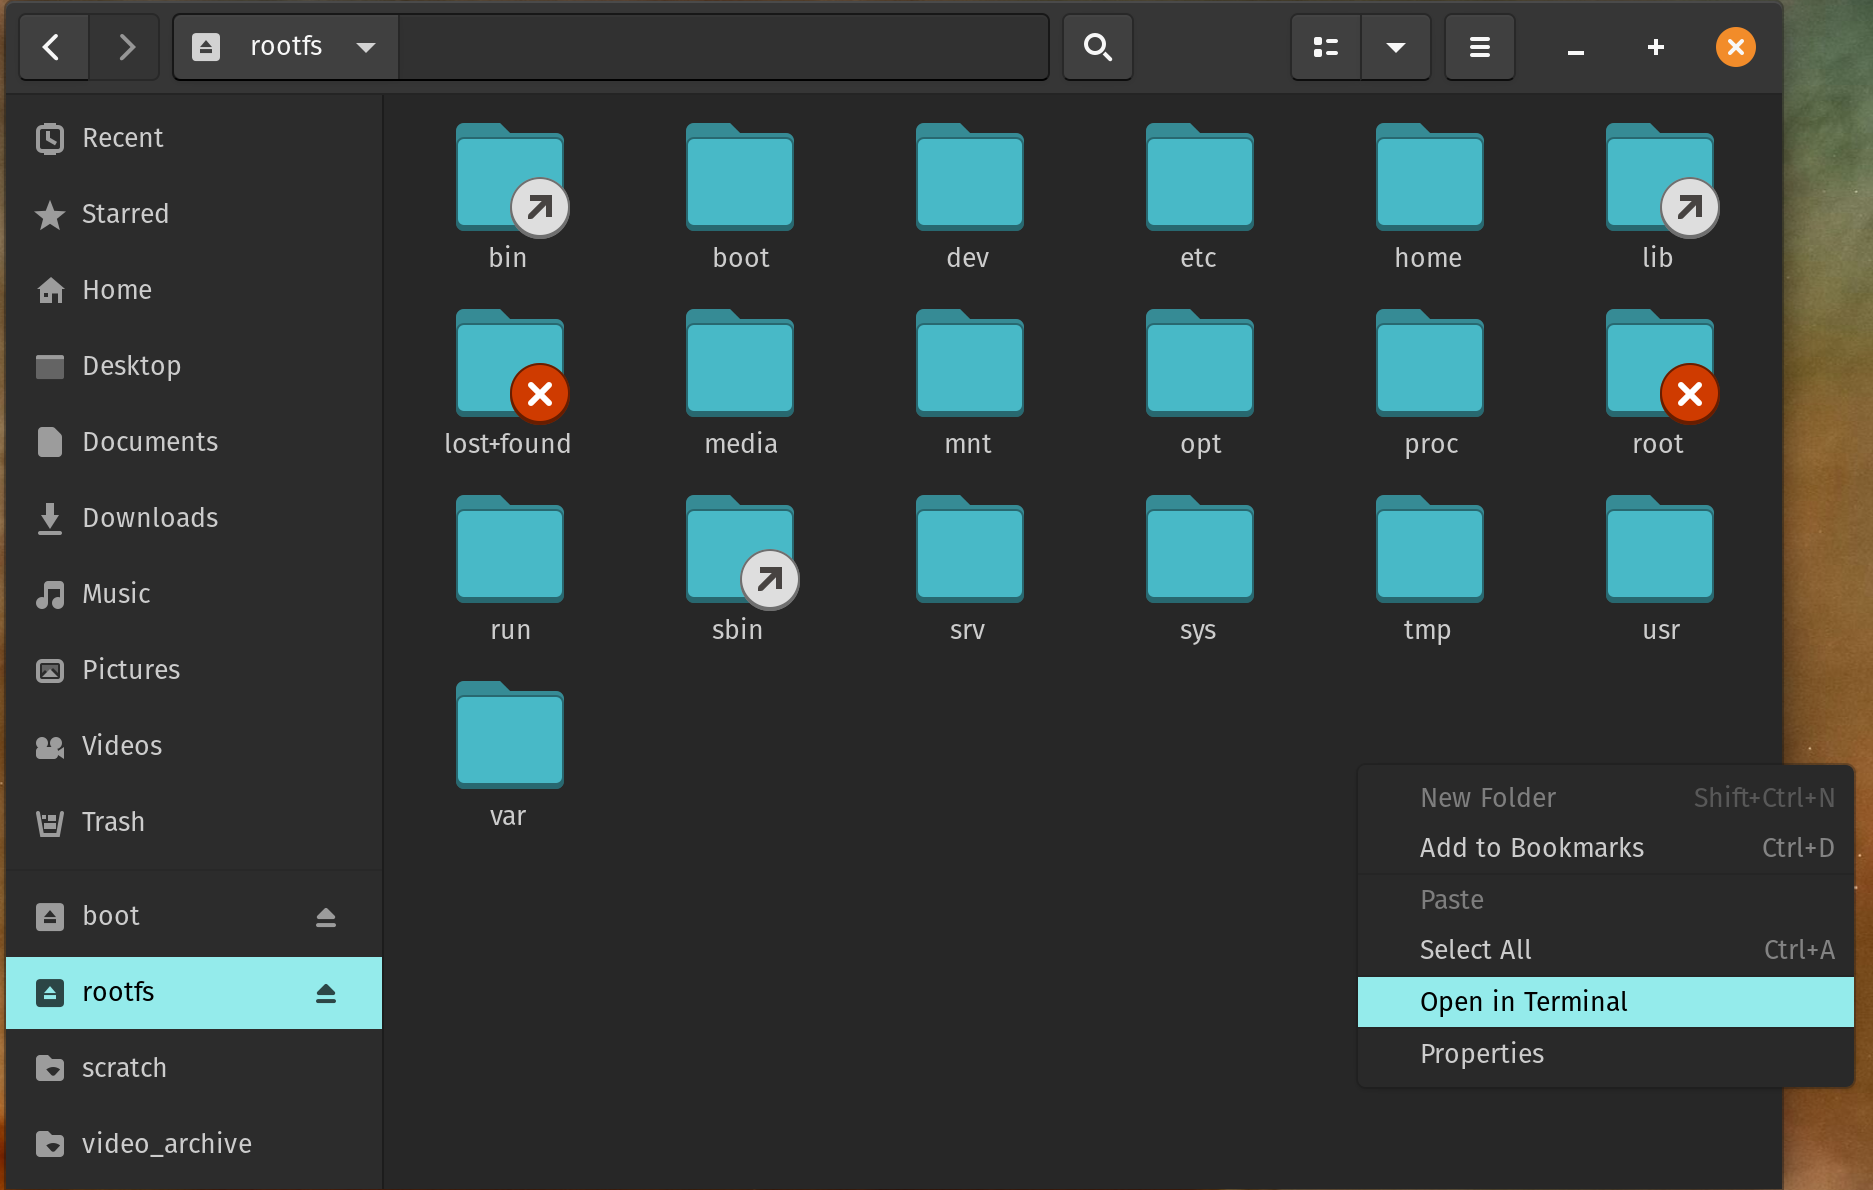 rootfs
Recent
Starred
Home
Desktop
Documents
Downloads
Music
Pictures
Videos
Trash
boot
rootfs
scratch
video_archive
bin boot dev etc home lib
lost+found media mnt opt proc root
run sbin srv sys tmp usr
var
New Folder Shift+Ctrl+N
Add to Bookmarks Ctrl+D
Paste
Select All Ctrl+A
Open in Terminal
Properties